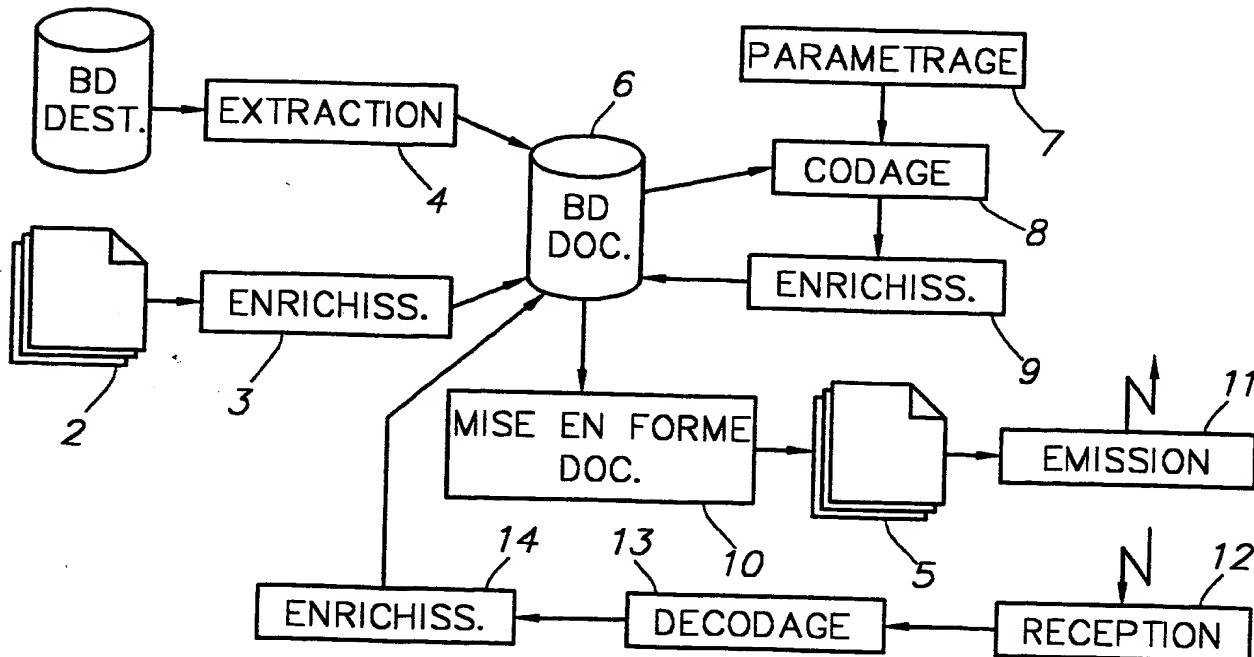 BD
DEST.
EXTRACTION
4
6
PARAMETRAGE
7
BD
DOC.
CODAGE
8
2
ENRICHISS.
3
ENRICHISS.
9
MISE EN FORME
DOC.
10
5
11
EMISSION
14
ENRICHISS.
13
DECODAGE
12
RECEPTION